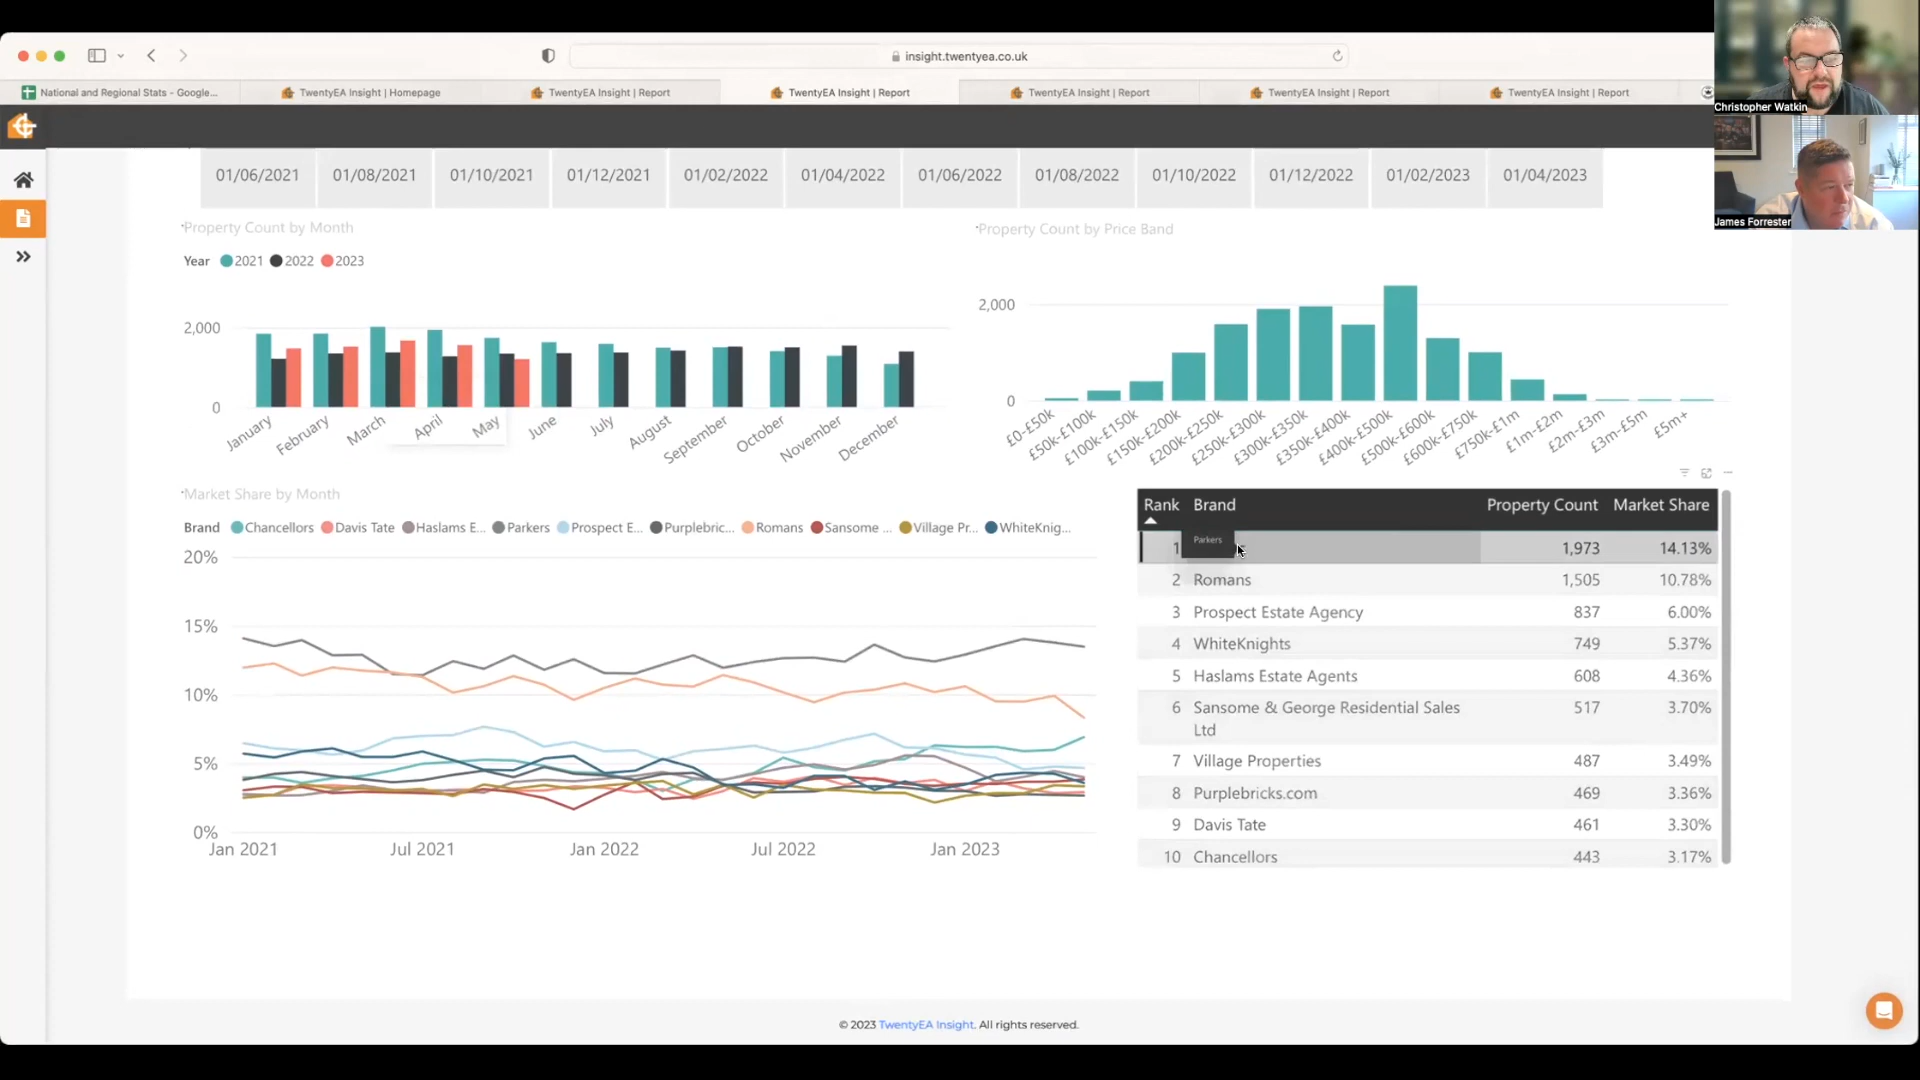 insight.twentyea.co.uk
National and Regional Stats - Google...
TwentyEA Insight | Homepage
TwentyEA Insight | Report
TwentyEA Insight | Report
TwentyEA Insight | Report
TwentyEA Insight | Report
TwentyEA Insight | Report
Christopher Watkin
James Forrester
01/06/2021 01/08/2021 01/10/2021 01/12/2021 01/02/2022 01/04/2022 01/06/2022 01/08/2022 01/10/2022 01/12/2022 01/02/2023 01/04/2023
Property Count by Month
Year 2021 2022 2023
2,000
0
January February March April May June July August September October November December
Property Count by Price Band
2,000
0
£0-£50k £50k-£100k £100k-£150k £150k-£200k £200k-£250k £250k-£300k £300k-£350k £350k-£400k £400k-£500k £500k-£600k £600k-£750k £750k-£1m £1m-£2m £2m-£3m £3m-£5m £5m+
Market Share by Month
Brand Chancellors Davis Tate Haslams E... Parkers Prospect E... Purplebric... Romans Sansome ... Village Pr... WhiteKnig...
20%
15%
10%
5%
0%
Jan 2021 Jul 2021 Jan 2022 Jul 2022 Jan 2023
Rank Brand Property Count Market Share
1 Parkers 1,973 14.13%
2 Romans 1,505 10.78%
3 Prospect Estate Agency 837 6.00%
4 WhiteKnights 749 5.37%
5 Haslams Estate Agents 608 4.36%
6 Sansome & George Residential Sales 517 3.70%
Ltd
7 Village Properties 487 3.49%
8 Purplebricks.com 469 3.36%
9 Davis Tate 461 3.30%
10 Chancellors 443 3.17%
© 2023 TwentyEA Insight. All rights reserved.